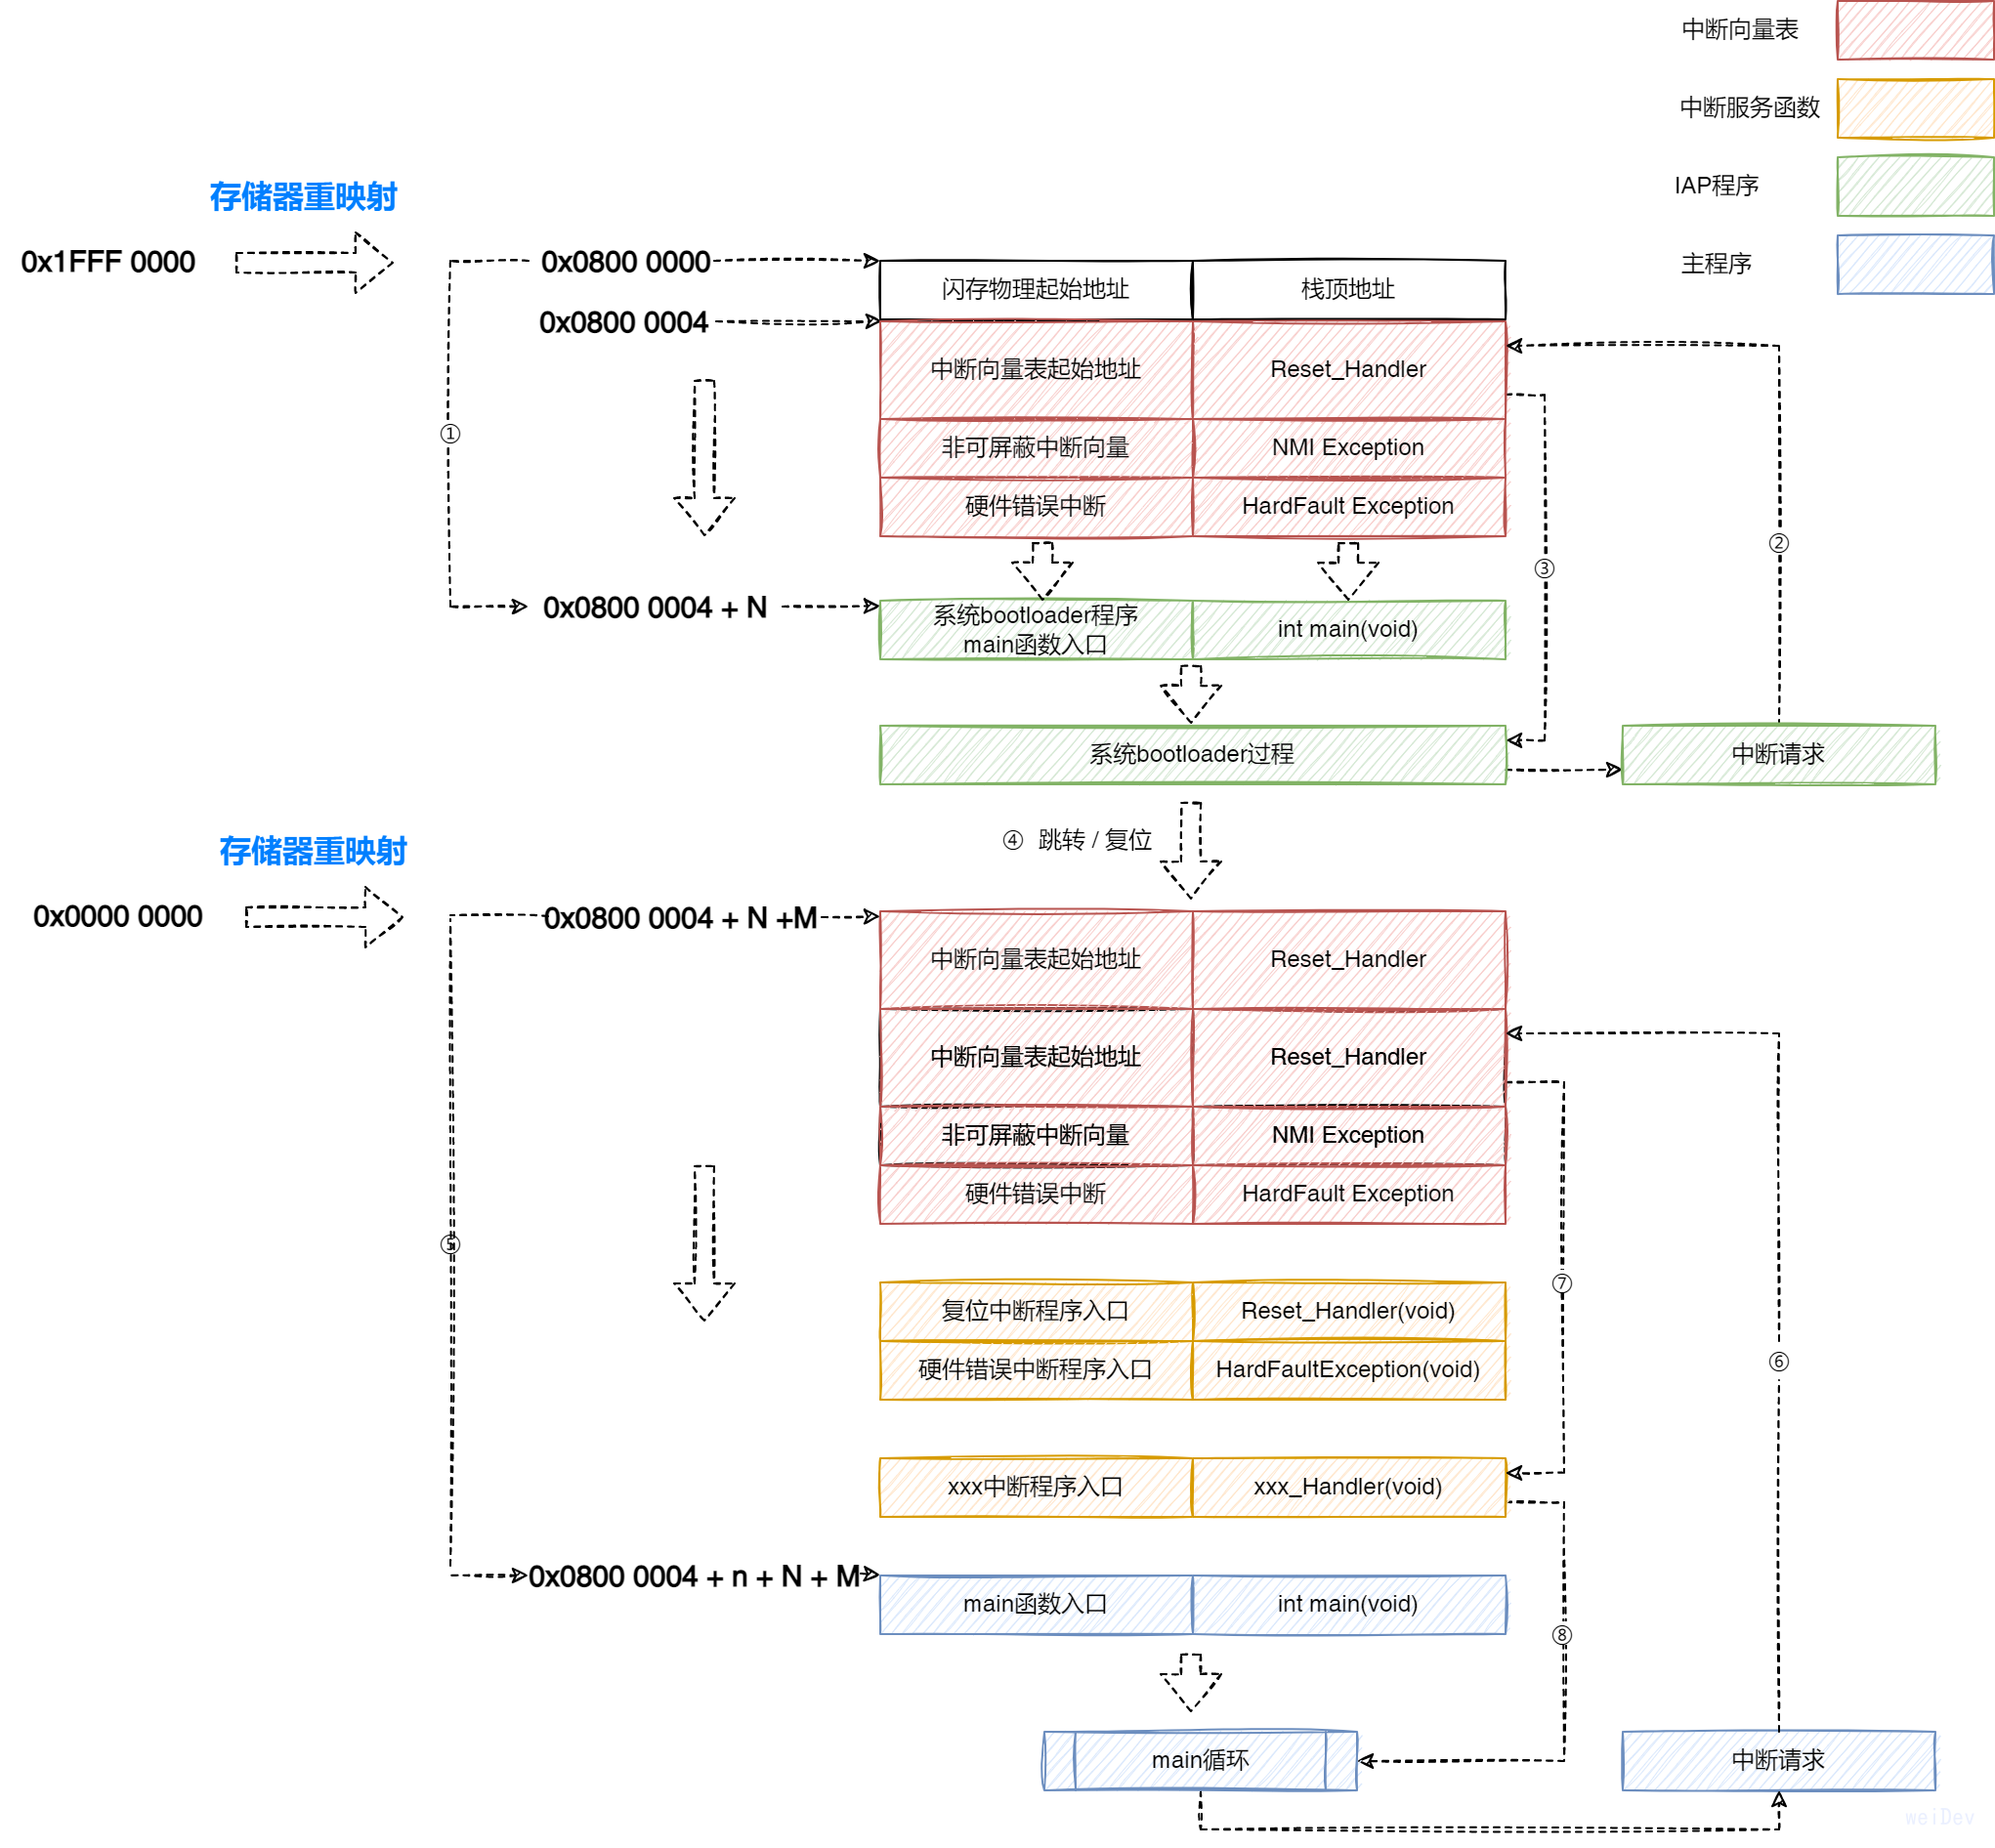 中断向量表
中断服务函数
IAP程序
主程序
存储器重映射
0x1FFF 0000
0x0800 0000
闪存物理起始地址
栈顶地址
0x0800 0004
中断向量表起始地址
Reset_Handler
①
非可屏蔽中断向量
NMI Exception
硬件错误中断
HardFault Exception
②
③
0x0800 0004 + N
系统bootloader程序
main函数入口
int main(void)
系统bootloader过程
中断请求
④ 跳转 / 复位
存储器重映射
0x0000 0000
0x0800 0004 + N +M
中断向量表起始地址
Reset_Handler
中断向量表起始地址
Reset_Handler
非可屏蔽中断向量
NMI Exception
硬件错误中断
HardFault Exception
⑤
⑦
复位中断程序入口
Reset_Handler(void)
硬件错误中断程序入口
HardFaultException(void)
⑥
xxx中断程序入口
xxx_Handler(void)
0x0800 0004 + n + N + M
main函数入口
int main(void)
⑧
main循环
中断请求
weiDev